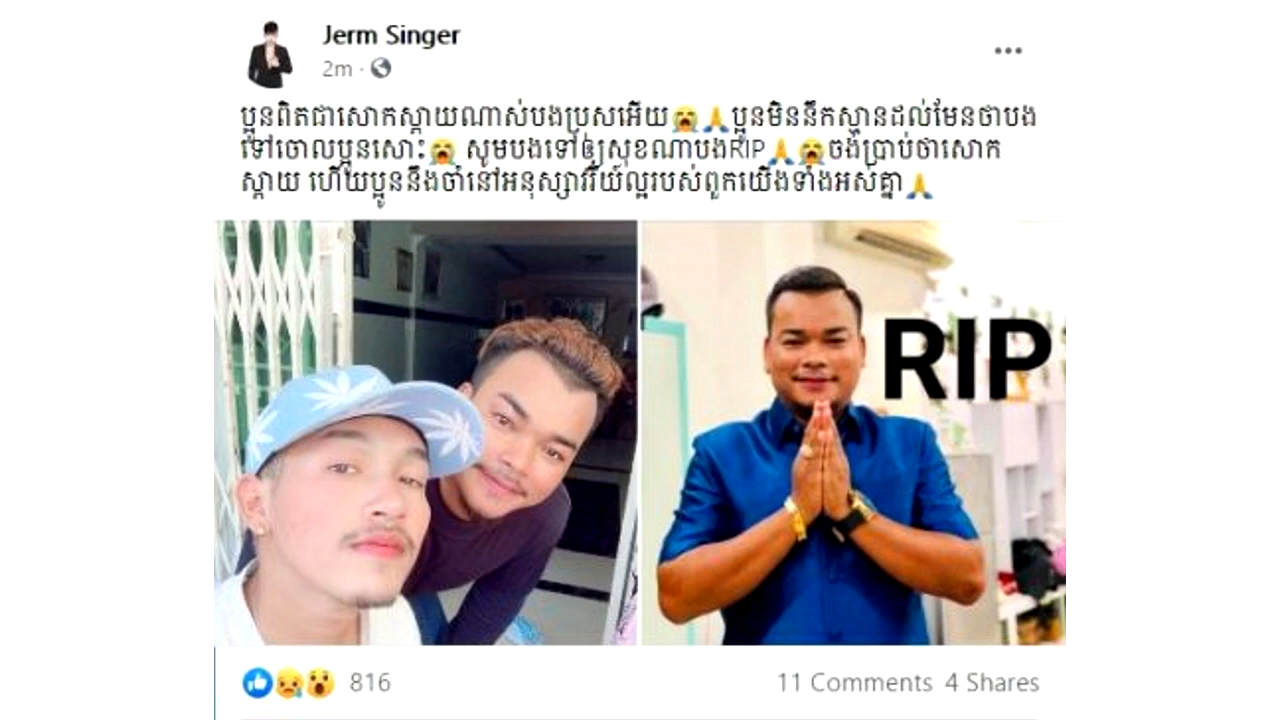 Jerm Singer
2m ·
ប្អូនពិតជាសោកស្ដាយណាស់បងប្រុសអើយ😭🙏ប្អូនមិននឹកស្មានដល់មែនថាបង
ទៅចោលប្អូនសោះ😭 សូមបងទៅឲ្យសុខណាបងRIP🙏😭ចង់ប្រាប់ថាសោក
ស្ដាយ ហើយប្អូននឹងចាំនៅអនុស្សាវរីយ៍ល្អរបស់ពួកយើងទាំងអស់គ្នា🙏
RIP
816
11 Comments 4 Shares